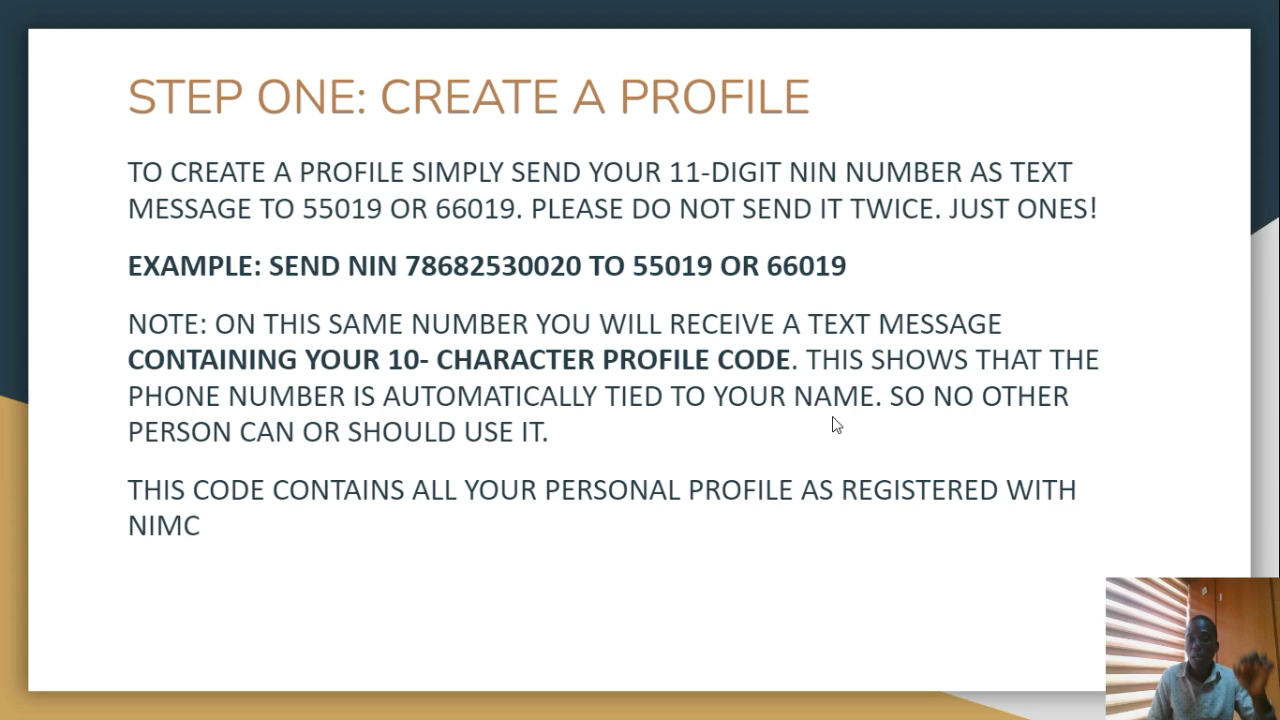 STEP ONE: CREATE A PROFILE
TO CREATE A PROFILE SIMPLY SEND YOUR 11-DIGIT NIN NUMBER AS TEXT
MESSAGE TO 55019 OR 66019. PLEASE DO NOT SEND IT TWICE. JUST ONES!
EXAMPLE: SEND NIN 78682530020 TO 55019 OR 66019
NOTE: ON THIS SAME NUMBER YOU WILL RECEIVE A TEXT MESSAGE
CONTAINING YOUR 10- CHARACTER PROFILE CODE. THIS SHOWS THAT THE
PHONE NUMBER IS AUTOMATICALLY TIED TO YOUR NAME. SO NO OTHER
PERSON CAN OR SHOULD USE IT.
THIS CODE CONTAINS ALL YOUR PERSONAL PROFILE AS REGISTERED WITH
NIMC